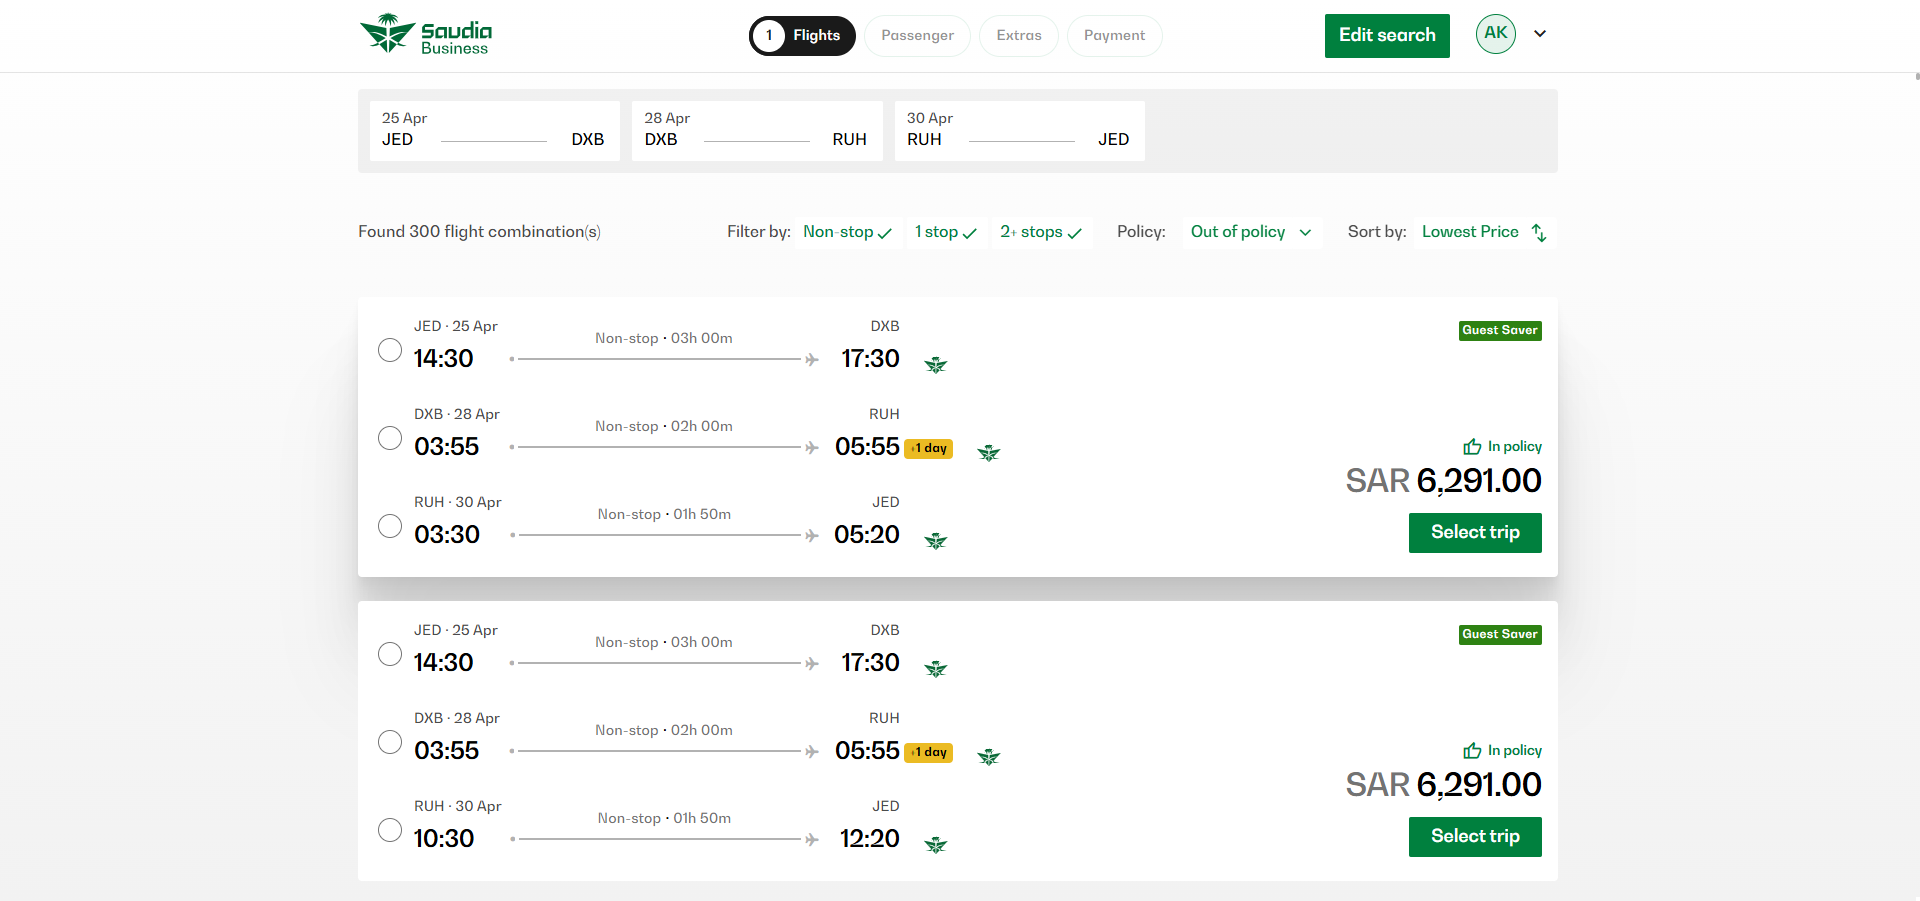 Saudia
Business
1 Flights
Passenger
Extras
Payment
Edit search
AK
25 Apr
JED DXB
28 Apr
DXB RUH
30 Apr
RUH JED
Found 300 flight combination(s)
Filter by: Non-stop 1 stop 2+ stops Policy: Out of policy Sort by: Lowest Price
JED · 25 Apr
Non-stop · 03h 00m
DXB
14:30
17:30
Guest Saver
DXB · 28 Apr
Non-stop · 02h 00m
RUH
03:55
05:55 +1 day
RUH · 30 Apr
Non-stop · 01h 50m
JED
03:30
05:20
In policy
SAR 6,291.00
Select trip
JED · 25 Apr
Non-stop · 03h 00m
DXB
14:30
17:30
Guest Saver
DXB · 28 Apr
Non-stop · 02h 00m
RUH
03:55
05:55 +1 day
RUH · 30 Apr
Non-stop · 01h 50m
JED
10:30
12:20
In policy
SAR 6,291.00
Select trip